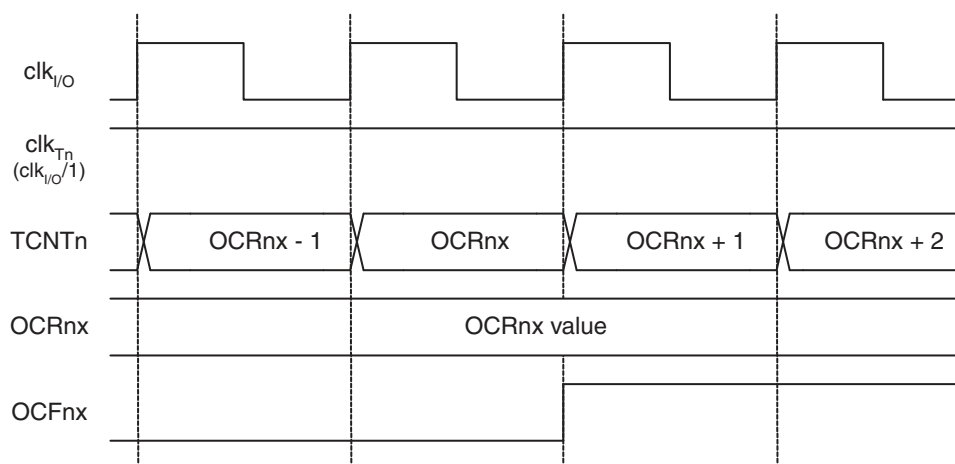 clkI/O
clkTn
(clkI/O/1)
TCNTn OCRnx - 1 OCRnx OCRnx + 1 OCRnx + 2
OCRnx OCRnx value
OCFnx